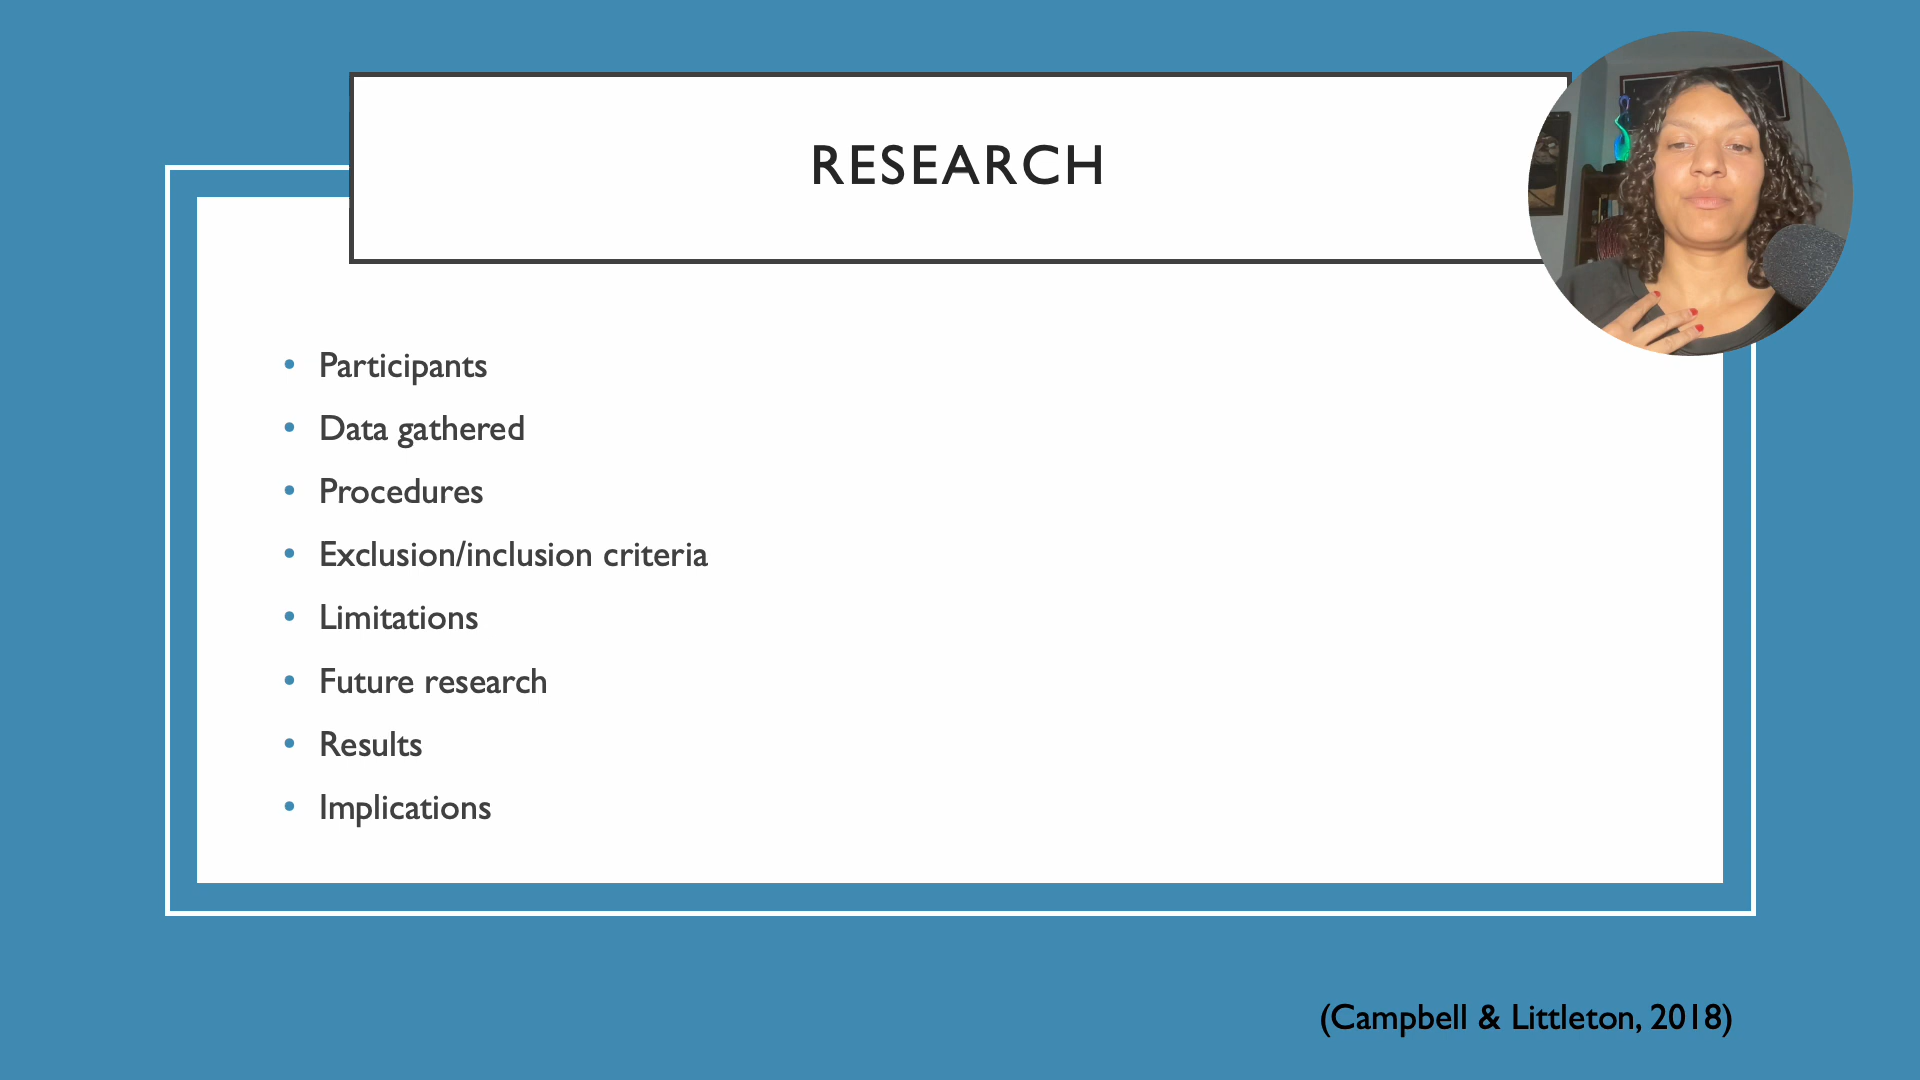 RESEARCH
• Participants
• Data gathered
• Procedures
• Exclusion/inclusion criteria
• Limitations
• Future research
• Results
• Implications
(Campbell & Littleton, 2018)